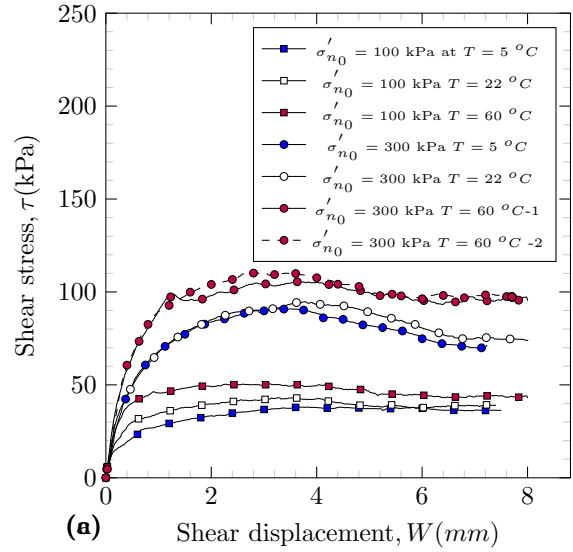 250
200
150
100
50
0
Shear stress, τ(kPa)
σ′n0 = 100 kPa at T = 5 °C
σ′n0 = 100 kPa T = 22 °C
σ′n0 = 100 kPa T = 60 °C
σ′n0 = 300 kPa T = 5 °C
σ′n0 = 300 kPa T = 22 °C
σ′n0 = 300 kPa T = 60 °C-1
σ′n0 = 300 kPa T = 60 °C -2
0 2 4 6 8
Shear displacement, W(mm)